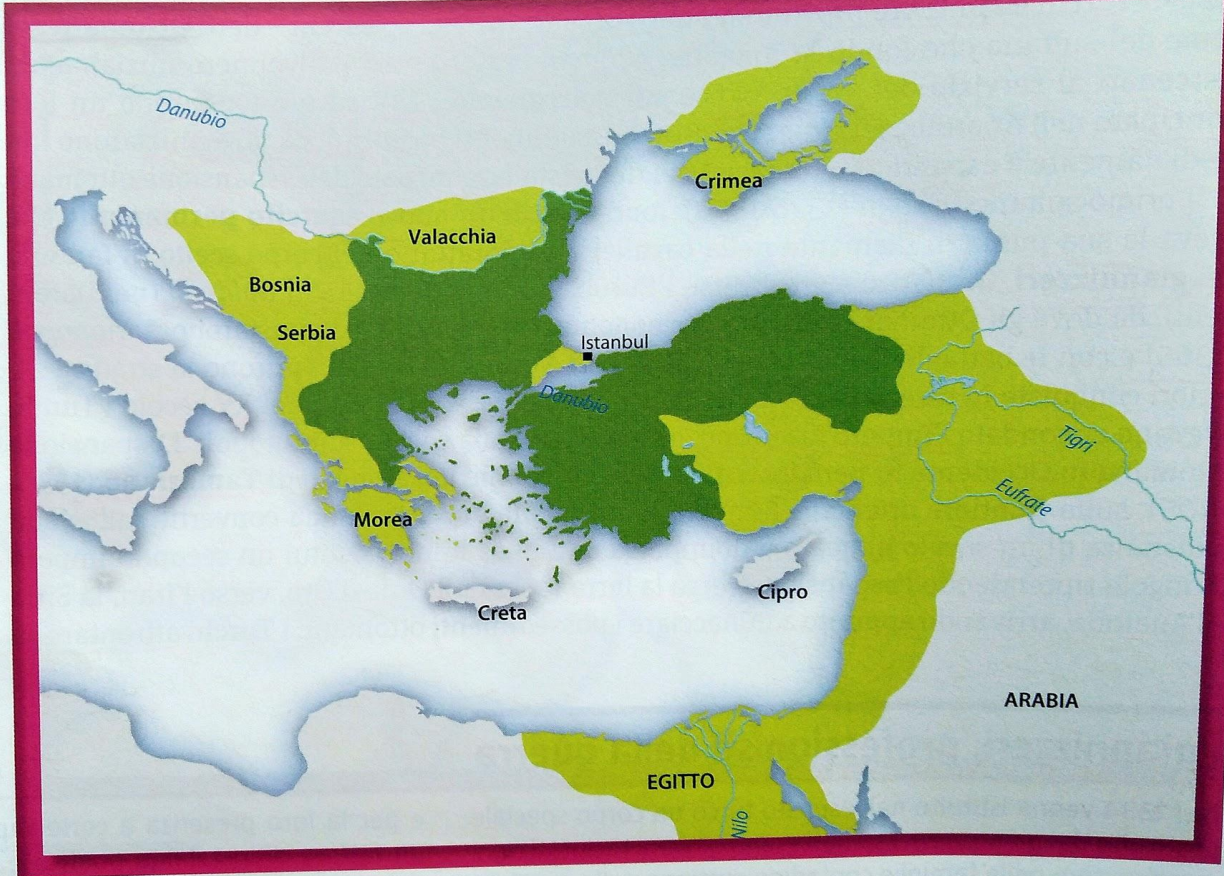 Danubio
Crimea
Valacchia
Bosnia
Serbia
Istanbul
Danubio
Tigri
Eufrate
Morea
Cipro
Creta
ARABIA
EGITTO
Nilo